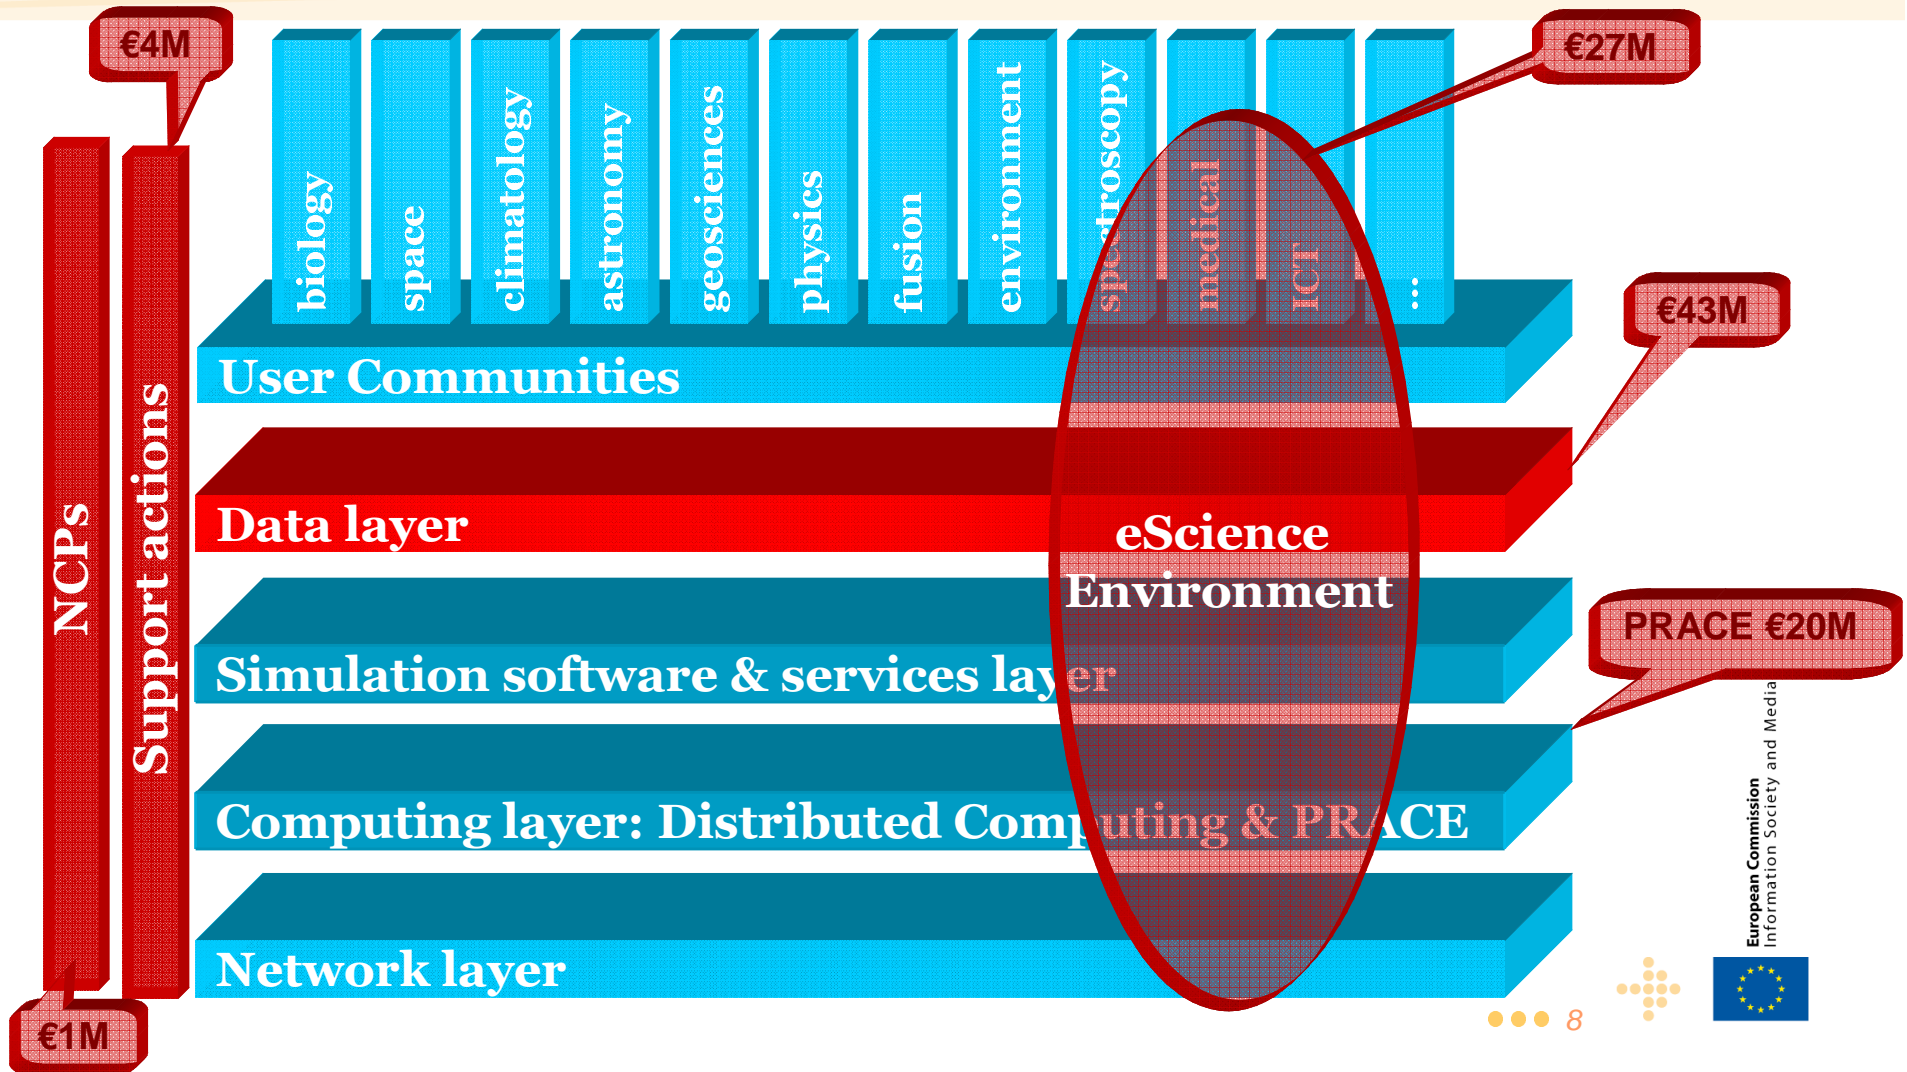 €4M
€27M
biology
space
climatology
astronomy
geosciences
physics
fusion
environment
spectroscopy
medical
ICT
...
€43M
User Communities
Data layer
eScience
Environment
NCPs
Support actions
PRACE €20M
Simulation software & services layer
Computing layer: Distributed Computing & PRACE
Network layer
€1M
European Commission
Information Society and Media
8